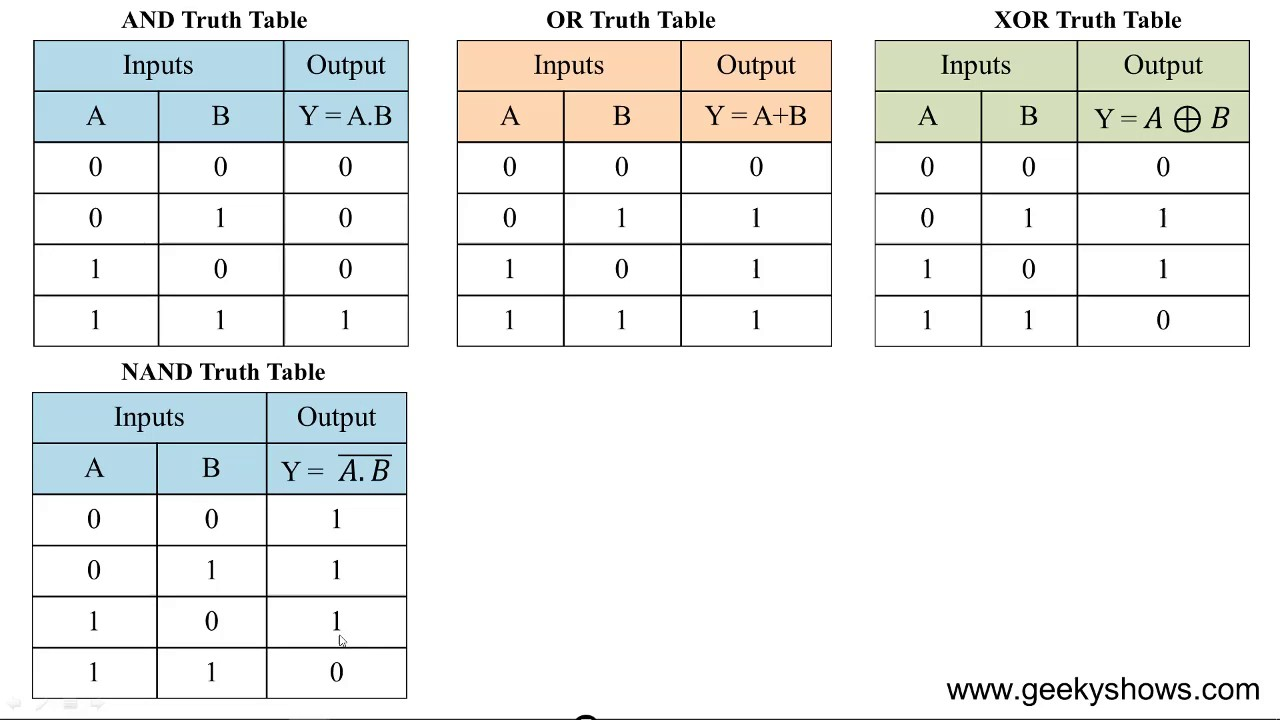 AND Truth Table
Inputs Output
A B Y = A.B
0 0 0
0 1 0
1 0 0
1 1 1
OR Truth Table
Inputs Output
A B Y = A+B
0 0 0
0 1 1
1 0 1
1 1 1
XOR Truth Table
Inputs Output
A B Y = A ⊕ B
0 0 0
0 1 1
1 0 1
1 1 0
NAND Truth Table
Inputs Output
A B Y = A̅.̅B̅
0 0 1
0 1 1
1 0 1
1 1 0
www.geekyshows.com